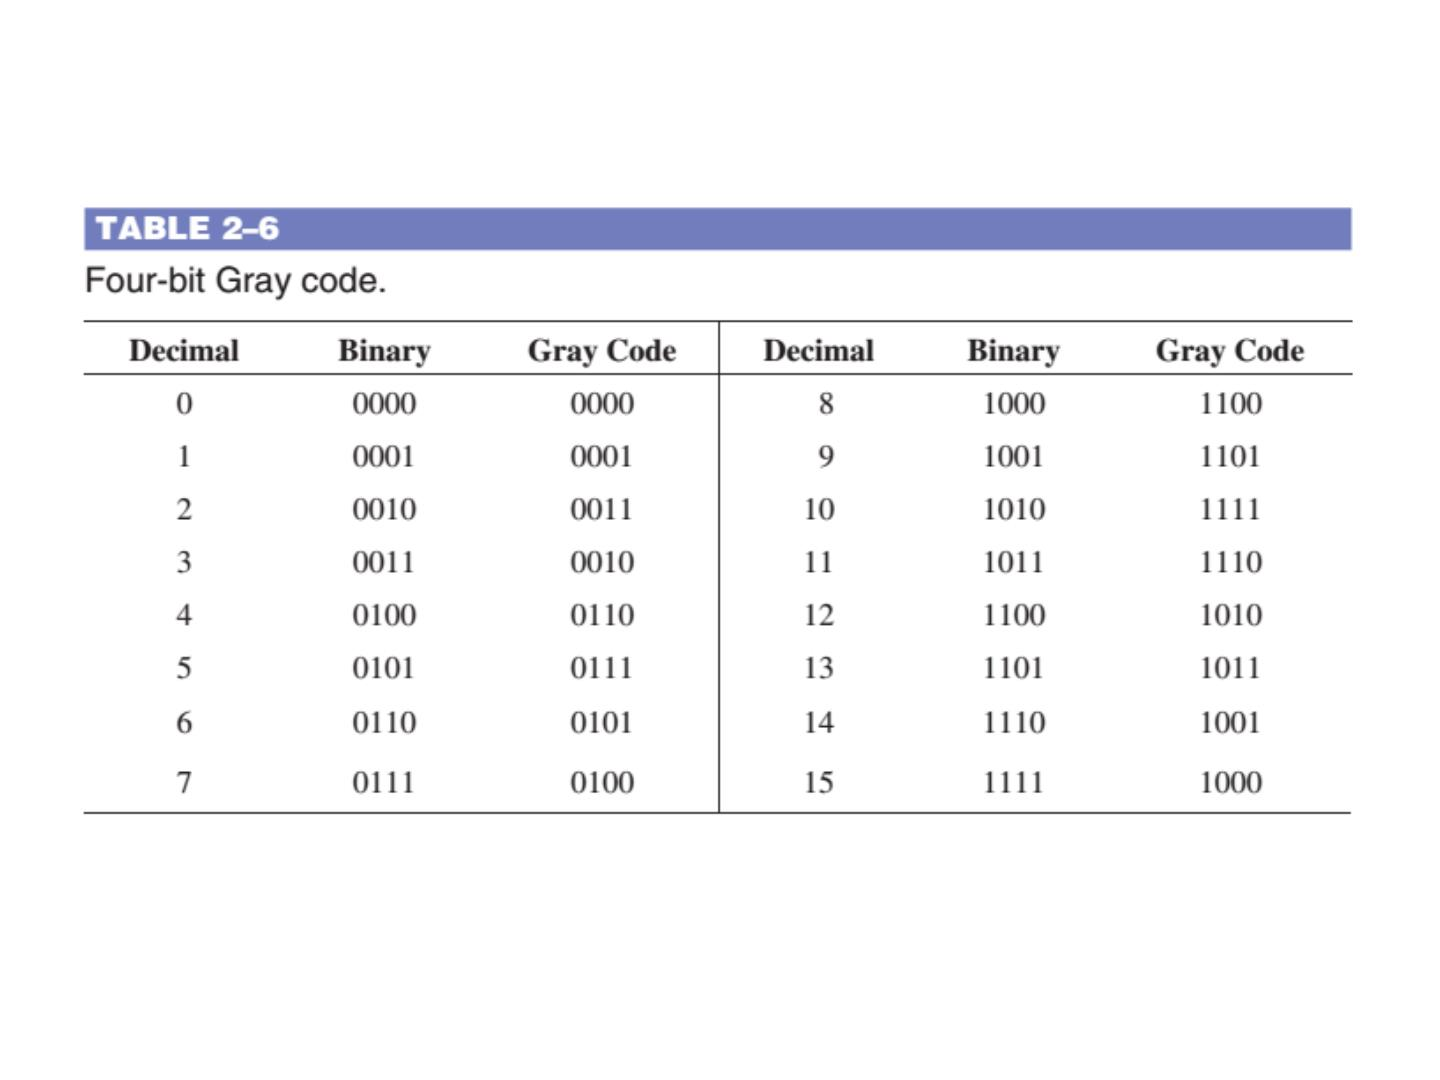 TABLE 2–6
Four-bit Gray code.
Decimal Binary Gray Code Decimal Binary Gray Code
0 0000 0000 8 1000 1100
1 0001 0001 9 1001 1101
2 0010 0011 10 1010 1111
3 0011 0010 11 1011 1110
4 0100 0110 12 1100 1010
5 0101 0111 13 1101 1011
6 0110 0101 14 1110 1001
7 0111 0100 15 1111 1000